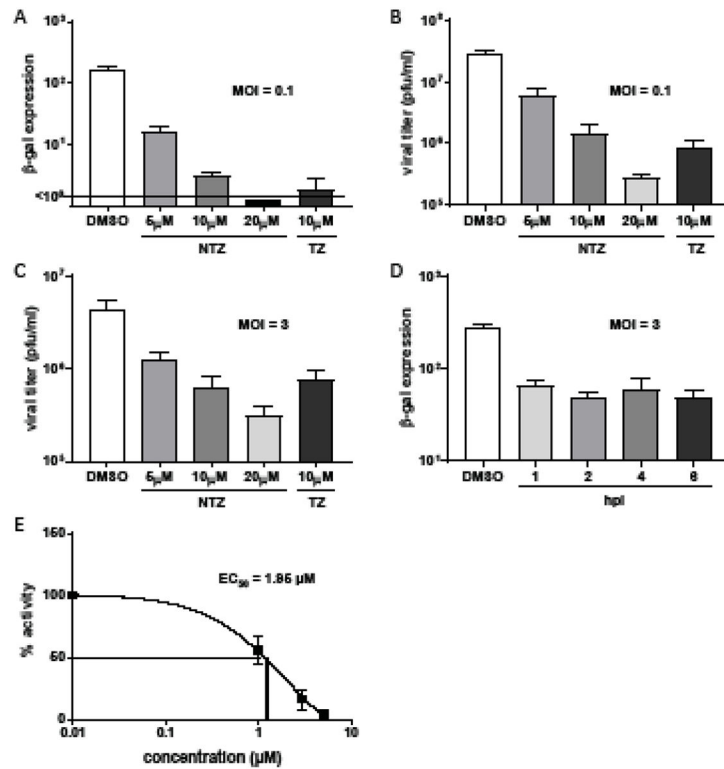 A
β-gal expression
10³
10²
10¹
<10⁰
MOI = 0.1
DMSO 5µM 10µM 20µM 10µM
NTZ TZ
B
viral titer (pfu/ml)
10⁸
10⁷
10⁶
10⁵
MOI = 0.1
DMSO 5µM 10µM 20µM 10µM
NTZ TZ
C
viral titer (pfu/ml)
10⁷
10⁶
10⁵
MOI = 3
DMSO 5µM 10µM 20µM 10µM
NTZ TZ
D
β-gal expression
10³
10²
10¹
MOI = 3
DMSO 1 2 4 6
hpi
E
% activity
150
100
50
0
EC₅₀ = 1.95 µM
0.01 0.1 1 10
concentration (µM)